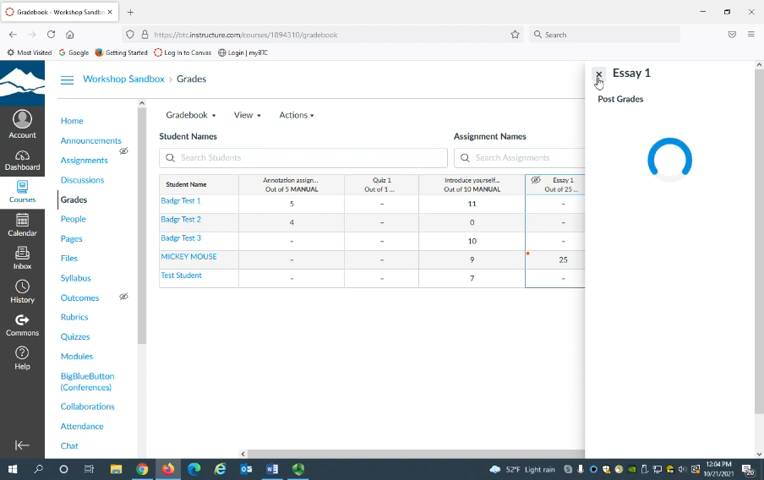 Gradebook - Workshop Sandbox
https://btc.instructure.com/courses/1894310/gradebook
Search
Most Visited
Google
Getting Started
Log In to Canvas
Login | myBTC
Account
Dashboard
Courses
Calendar
Inbox
History
Commons
Help
Workshop Sandbox > Grades
Home
Announcements
Assignments
Discussions
Grades
People
Pages
Files
Syllabus
Outcomes
Rubrics
Quizzes
Modules
BigBlueButton
(Conferences)
Collaborations
Attendance
Chat
Gradebook View Actions
Student Names Assignment Names
Search Students Search Assignments
Student Name
Annotation assign...
Out of 5 MANUAL
Quiz 1
Out of 1 ...
Introduce yourself...
Out of 10 MANUAL
Essay 1
Out of 25 ...
Badgr Test 1 5 – 11 –
Badgr Test 2 4 – 0 –
Badgr Test 3 – – 10 –
MICKEY MOUSE – – 9 25
Test Student – – 7 –
Essay 1
Post Grades
52°F Light rain
12:04 PM
10/21/2021
20